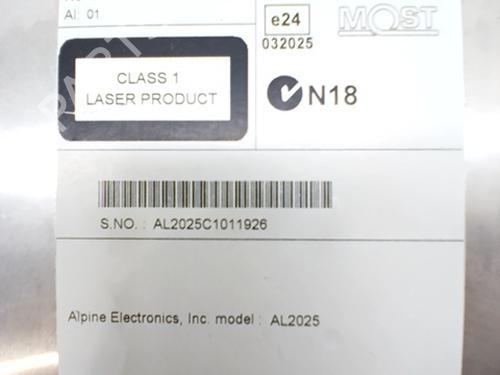 AI: 01
e24
032025
MOST
CLASS 1
LASER PRODUCT
N18
S.NO. : AL2025C1011926
Alpine Electronics, Inc. model : AL2025